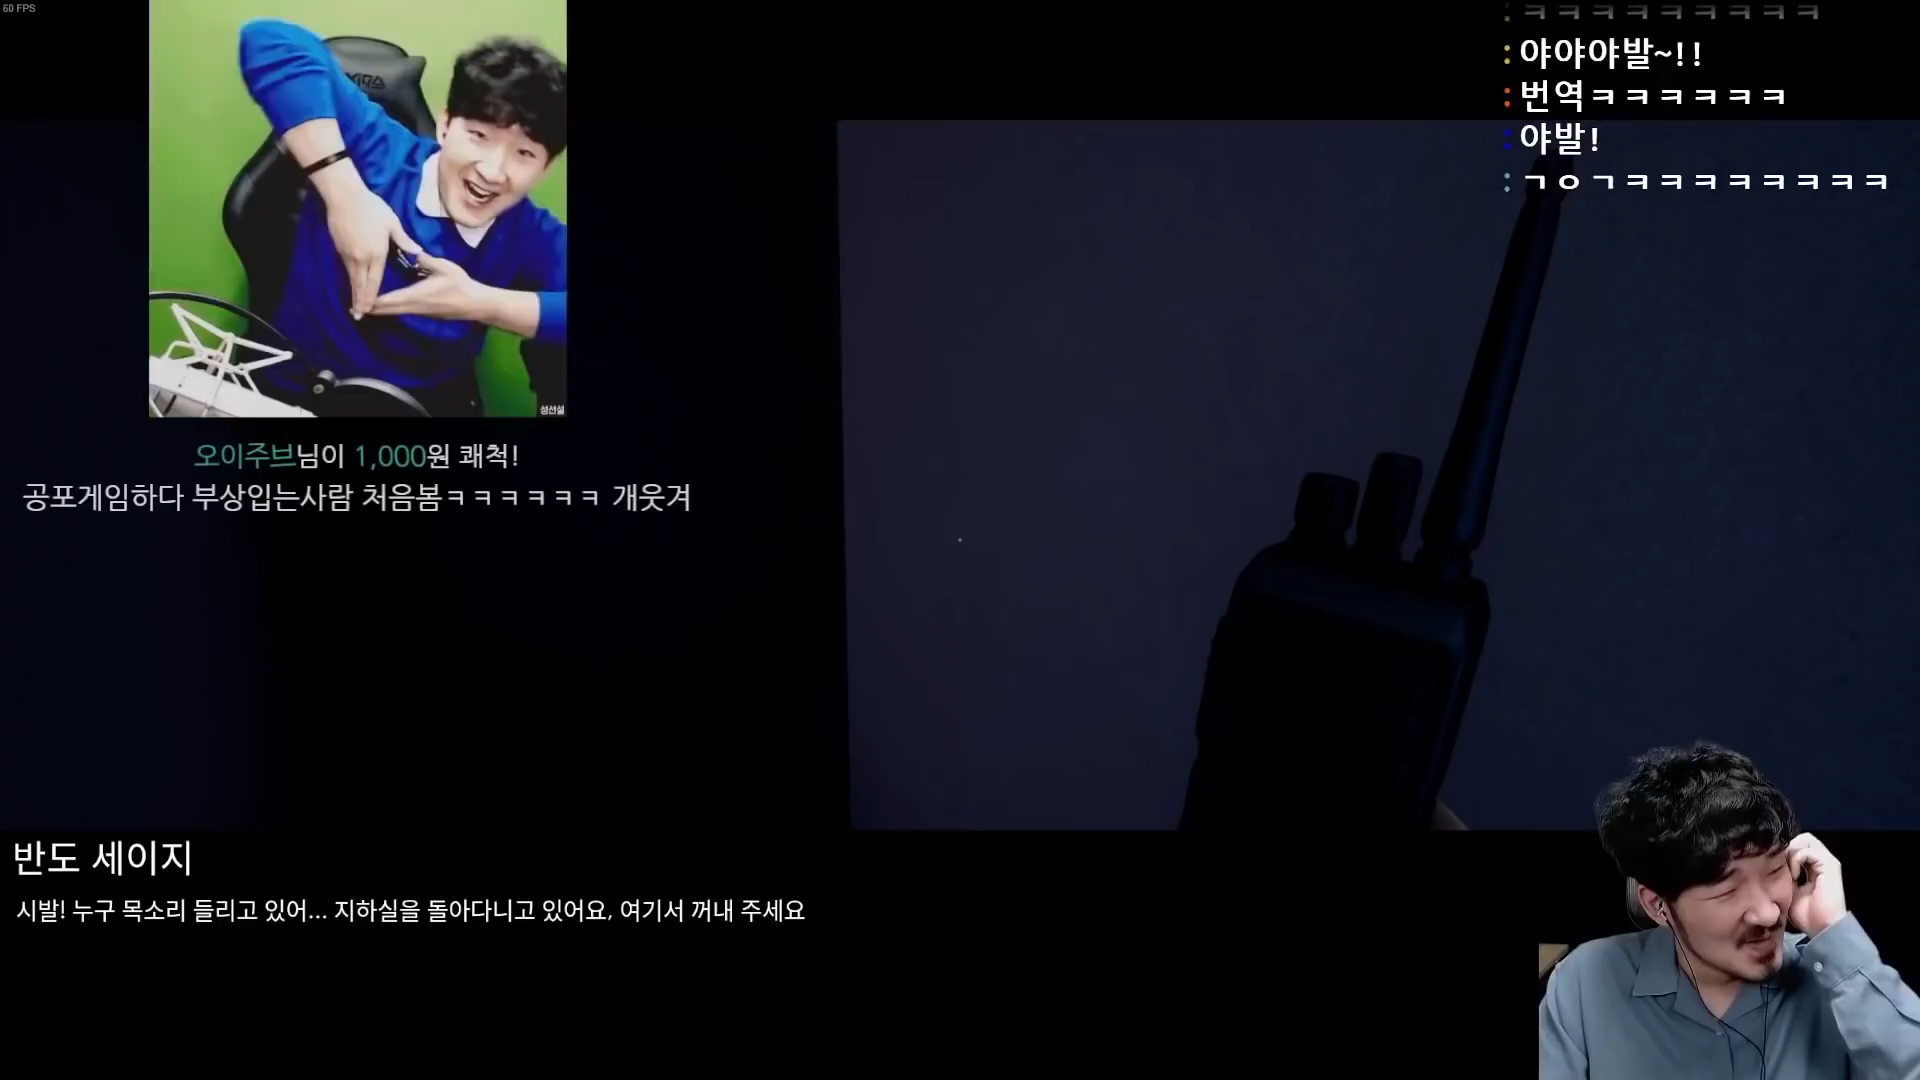 60 FPS
ㅋㅋㅋㅋㅋㅋㅋㅋㅋ
: 야야야발~!!
: 번역ㅋㅋㅋㅋㅋㅋ
: 야발!
: ㄱㅇㄱㅋㅋㅋㅋㅋㅋㅋㅋ
성선설
오이주브님이 1,000원 쾌척!
공포게임하다 부상입는사람 처음봄ㅋㅋㅋㅋㅋㅋ 개웃겨
반도 세이지
시발! 누구 목소리 들리고 있어... 지하실을 돌아다니고 있어요, 여기서 꺼내 주세요